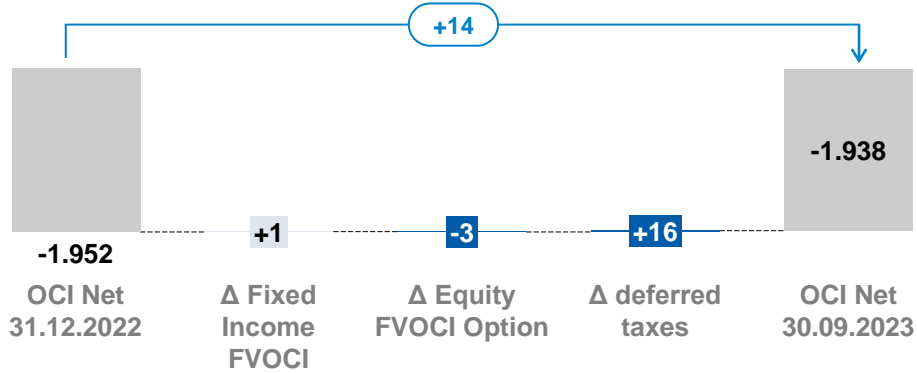 +14
-1.938
+1
-3
+16
-1.952
OCI Net
31.12.2022
Δ Fixed
Income
FVOCI
Δ Equity
FVOCI Option
Δ deferred
taxes
OCI Net
30.09.2023